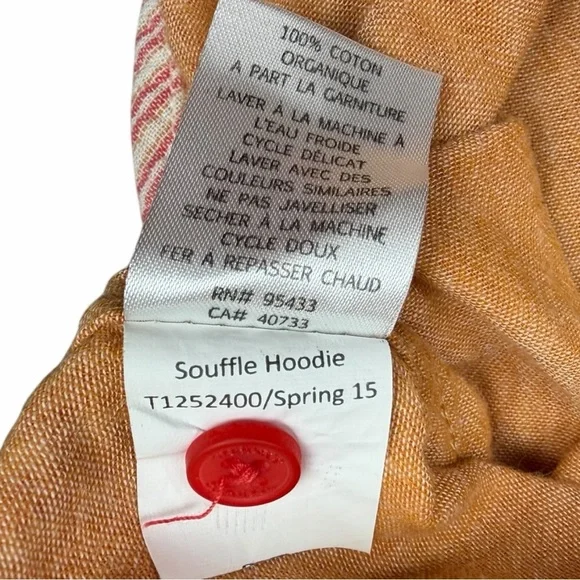 100% COTON
ORGANIQUE
A PART LA GARNITURE
LAVER À LA MACHINE À
L'EAU FROIDE
CYCLE DÉLICAT
LAVER AVEC DES
COULEURS SIMILAIRES
NE PAS JAVELLISER
SÉCHER À LA MACHINE
CYCLE DOUX
FER A REPASSER CHAUD
RN# 95433
CA# 40733
Souffle Hoodie
T1252400/Spring 15